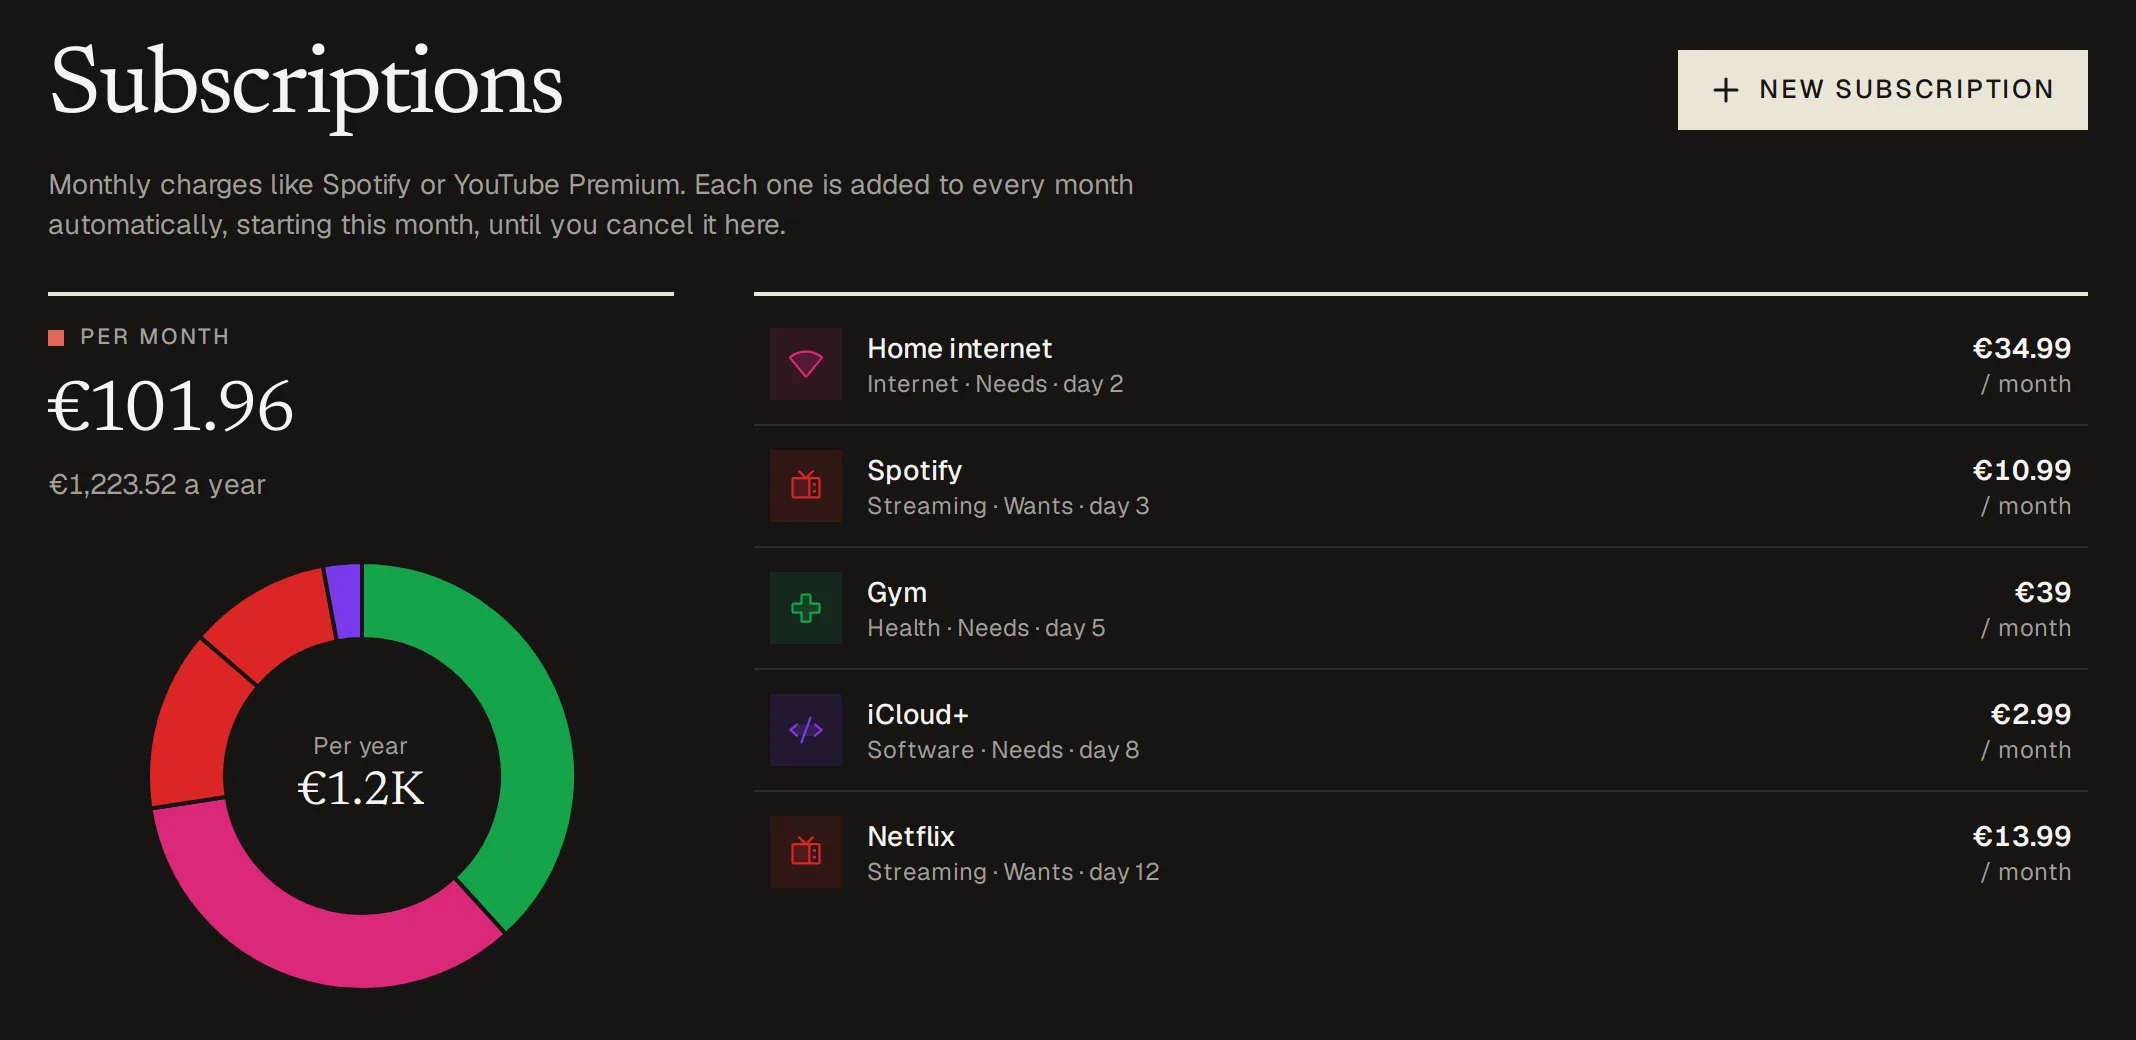 Subscriptions
+ NEW SUBSCRIPTION
Monthly charges like Spotify or YouTube Premium. Each one is added to every month
automatically, starting this month, until you cancel it here.
PER MONTH
€101.96
€1,223.52 a year
Per year
€1.2K
Home internet
Internet · Needs · day 2
€34.99
/ month
Spotify
Streaming · Wants · day 3
€10.99
/ month
Gym
Health · Needs · day 5
€39
/ month
iCloud+
Software · Needs · day 8
€2.99
/ month
Netflix
Streaming · Wants · day 12
€13.99
/ month